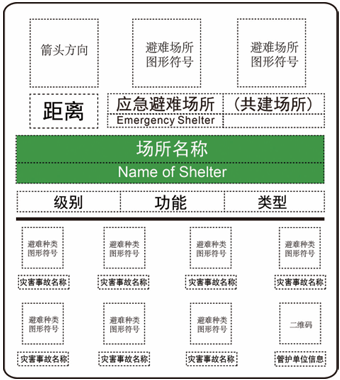 箭头方向
避难场所
图形符号
避难场所
图形符号
距离
应急避难场所
(共建场所)
Emergency Shelter
场所名称
Name of Shelter
级别
功能
类型
避难种类
图形符号
避难种类
图形符号
避难种类
图形符号
避难种类
图形符号
灾害事故名称
灾害事故名称
灾害事故名称
灾害事故名称
避难种类
图形符号
避难种类
图形符号
避难种类
图形符号
二维码
灾害事故名称
灾害事故名称
灾害事故名称
管护单位信息